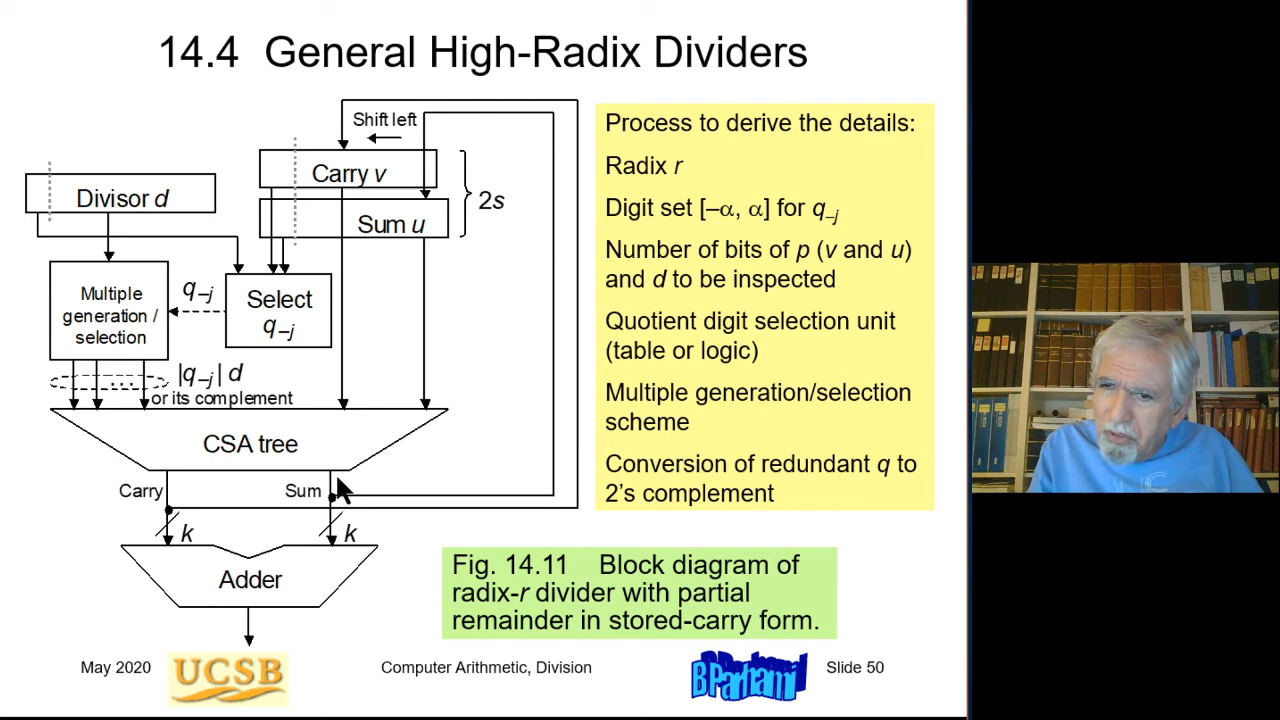 14.4 General High-Radix Dividers
Shift left
Carry v
Divisor d
Sum u
2s
Multiple
generation /
selection
q–j
Select
q–j
. . .
|q–j| d
or its complement
CSA tree
Carry
Sum
k
k
Adder
Process to derive the details:
Radix r
Digit set [–α, α] for q–j
Number of bits of p (v and u)
and d to be inspected
Quotient digit selection unit
(table or logic)
Multiple generation/selection
scheme
Conversion of redundant q to
2's complement
Fig. 14.11 Block diagram of
radix-r divider with partial
remainder in stored-carry form.
May 2020
UCSB
Computer Arithmetic, Division
B Parhami
Slide 50